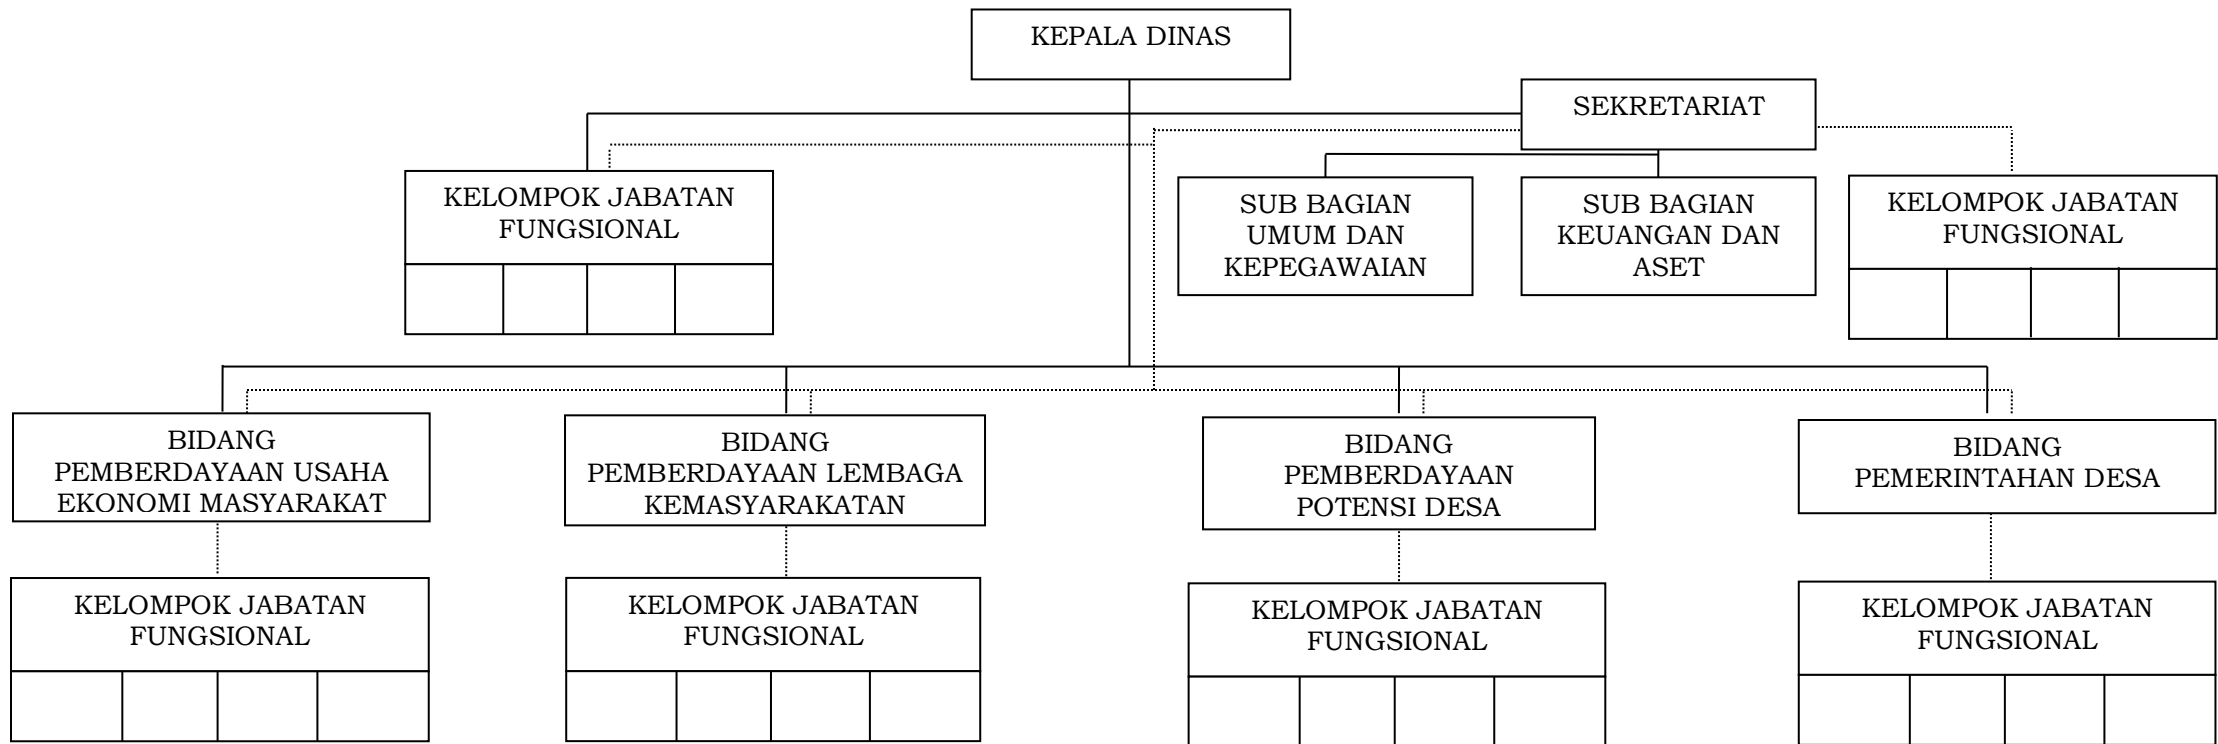 KEPALA DINAS
SEKRETARIAT
KELOMPOK JABATAN
FUNGSIONAL
SUB BAGIAN
UMUM DAN
KEPEGAWAIAN
SUB BAGIAN
KEUANGAN DAN
ASET
KELOMPOK JABATAN
FUNGSIONAL
BIDANG
PEMBERDAYAAN USAHA
EKONOMI MASYARAKAT
BIDANG
PEMBERDAYAAN LEMBAGA
KEMASYARAKATAN
BIDANG
PEMBERDAYAAN
POTENSI DESA
BIDANG
PEMERINTAHAN DESA
KELOMPOK JABATAN
FUNGSIONAL
KELOMPOK JABATAN
FUNGSIONAL
KELOMPOK JABATAN
FUNGSIONAL
KELOMPOK JABATAN
FUNGSIONAL